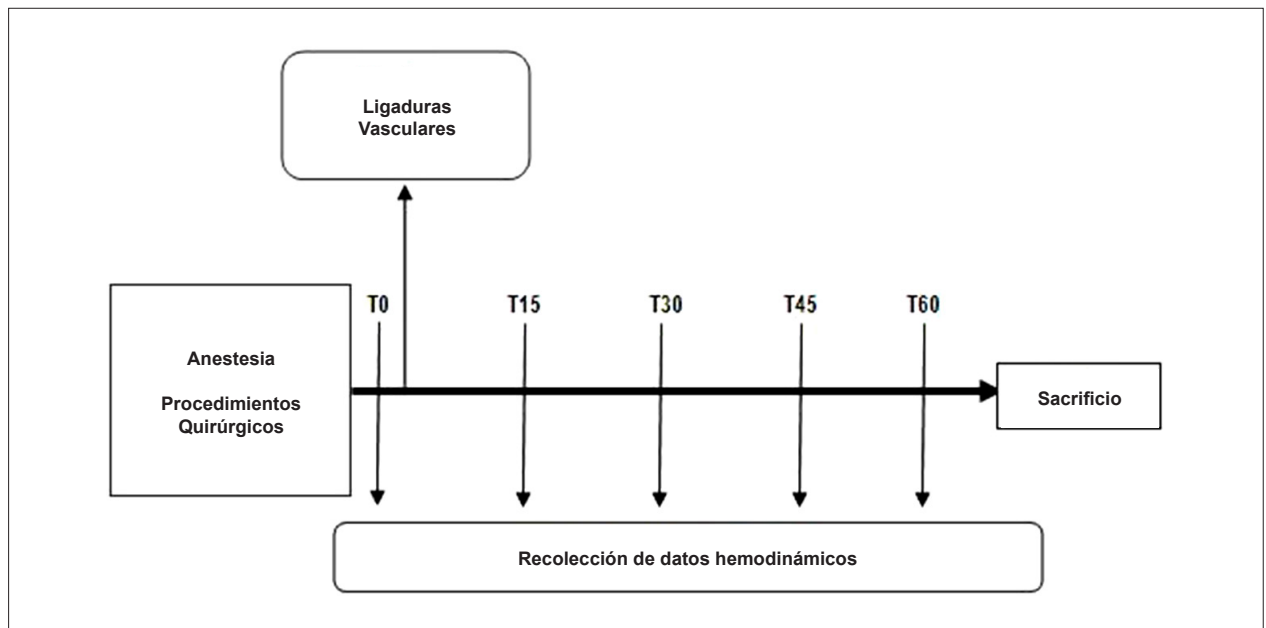 Ligaduras
Vasculares
T0
T15
T30
T45
T60
Anestesia
Procedimientos
Quirúrgicos
Sacrificio
Recolección de datos hemodinámicos